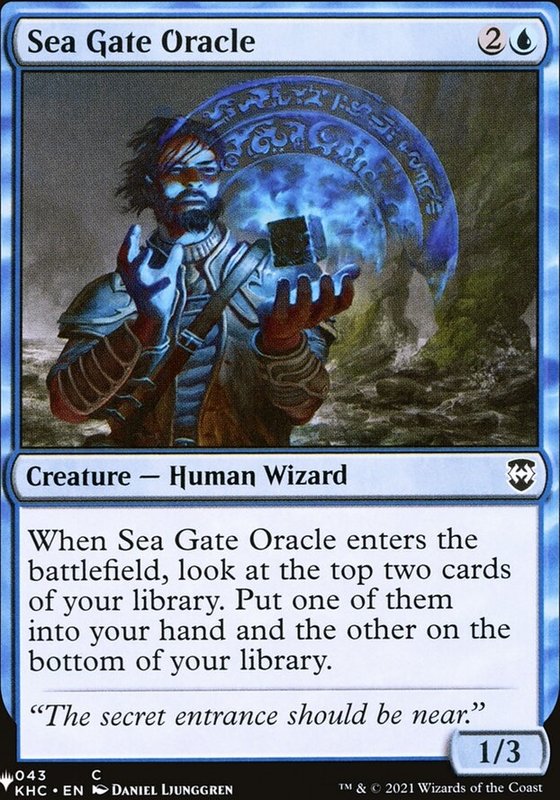 Sea Gate Oracle 2
Creature — Human Wizard
When Sea Gate Oracle enters the
battlefield, look at the top two cards
of your library. Put one of them
into your hand and the other on the
bottom of your library.
“The secret entrance should be near.”
1/3
043 C
KHC • EN Daniel Ljunggren
™ & © 2021 Wizards of the Coast